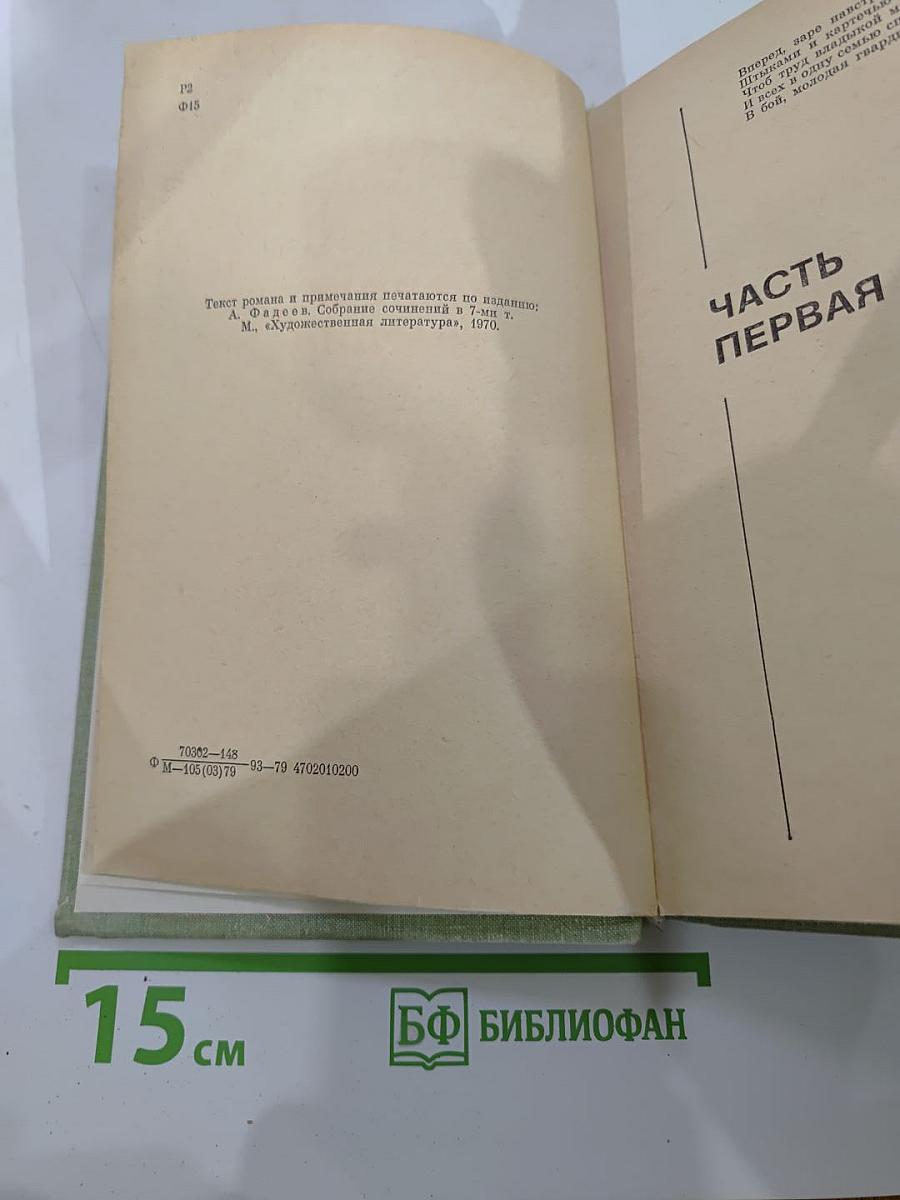 Р2
Ф15
Текст романа и примечания печатаются по изданию:
А. Фадеев. Собрание сочинений в 7-ми т.
М., «Художественная литература», 1970.
Ф 70302—148
М—105(03)79 —93—79 4702010200
Вперед, заре навст
Штыками и картечью
Чтоб труд владыкой м
И всех в одну семью сп
В бой, молодая гварди
ЧАСТЬ
ПЕРВАЯ
15 см
БФ БИБЛИОФАН